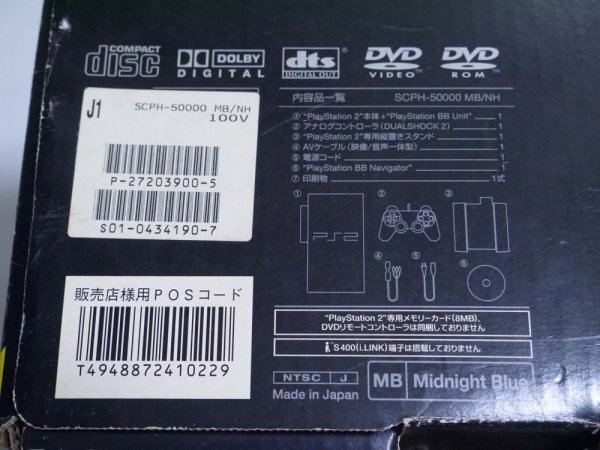 COMPACT
disc
DOLBY
DIGITAL
dts
DIGITAL OUT
DVD
VIDEO
DVD
ROM
J1
SCPH-50000 MB/NH
100V
P-27203900-5
S01-0434190-7
販売店様用POSコード
T4948872410229
内容品一覧 SCPH-50000 MB/NH
① "PlayStation 2"本体+"PlayStation BB Unit" 1
② アナログコントローラ(DUALSHOCK 2) 1
③ "PlayStation 2"専用縦置きスタンド 1
④ AVケーブル(映像/音声一体型) 1
⑤ 電源コード 1
⑥ "PlayStation BB Navigator" 1
⑦ 印刷物 1式
① ② ③
PS2
④ ⑤ ⑥
"PlayStation 2"専用メモリーカード(8MB)、
DVDリモートコントローラは同梱しておりません
S400(i.LINK)端子は搭載しておりません
NTSC J
Made in Japan
MB Midnight Blue